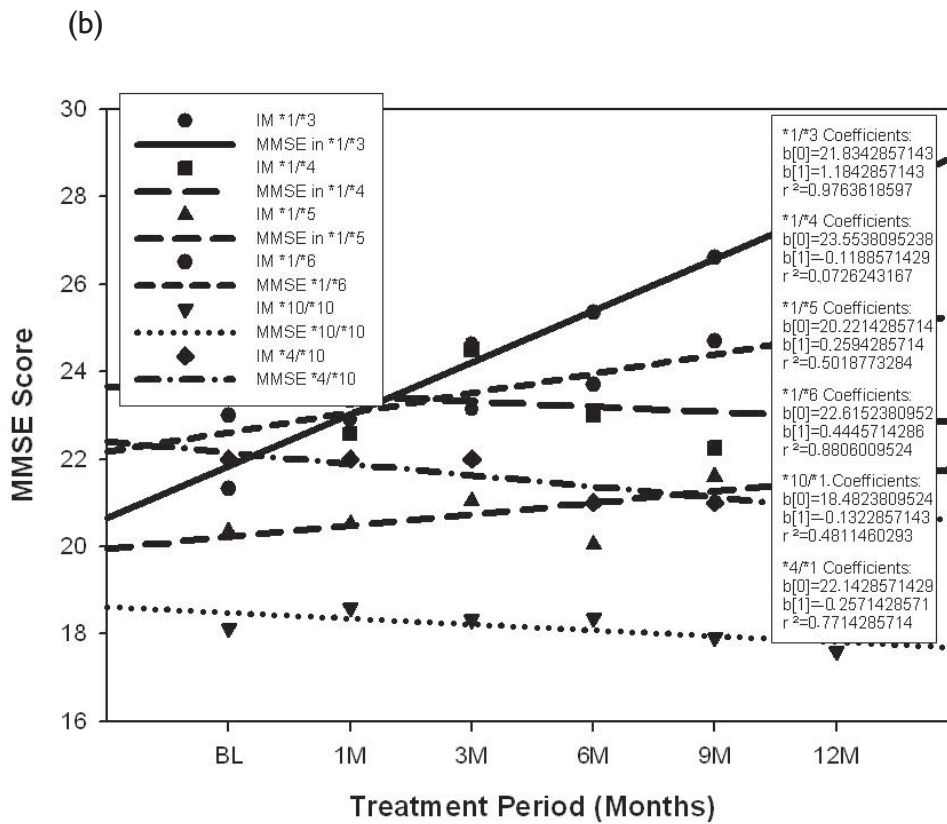 (b)
30
28
26
24
22
20
18
16
MMSE Score
IM *1/*3
MMSE in *1/*3
IM *1/*4
MMSE in *1/*4
IM *1/*5
MMSE in *1/*5
IM *1/*6
MMSE *1/*6
IM *10/*10
MMSE *10/*10
IM *4/*10
MMSE *4/*10
*1/*3 Coefficients:
b[0]=21.8342857143
b[1]=1.1842857143
r ²=0.9763618597
*1/*4 Coefficients:
b[0]=23.5538095238
b[1]=-0.1188571429
r ²=0.0726243167
*1/*5 Coefficients:
b[0]=20.2214285714
b[1]=0.2594285714
r ²=0.5018773284
*1/*6 Coefficients:
b[0]=22.6152380952
b[1]=0.4445714286
r ²=0.8806009524
*10/*1.Coefficients:
b[0]=18.4823809524
b[1]=-0.1322857143
r ²=0.4811460293
*4/*1 Coefficients:
b[0]=22.1428571429
b[1]=-0.2571428571
r ²=0.7714285714
BL 1M 3M 6M 9M 12M
Treatment Period (Months)